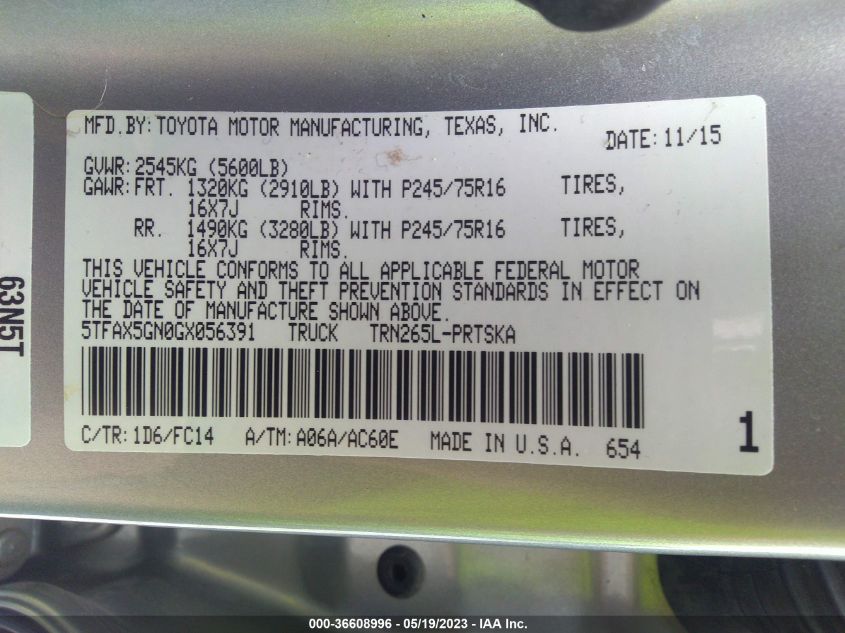 MFD.BY:TOYOTA MOTOR MANUFACTURING, TEXAS, INC.
DATE:11/15
GVWR:2545KG (5600LB)
GAWR:FRT. 1320KG (2910LB) WITH P245/75R16 TIRES,
16X7J RIMS.
RR. 1490KG (3280LB) WITH P245/75R16 TIRES,
16X7J RIMS.
THIS VEHICLE CONFORMS TO ALL APPLICABLE FEDERAL MOTOR
VEHICLE SAFETY AND THEFT PREVENTION STANDARDS IN EFFECT ON
THE DATE OF MANUFACTURE SHOWN ABOVE.
5TFAX5GN0GX056391 TRUCK TRN265L-PRTSKA
C/TR:1D6/FC14 A/TM:A06A/AC60E MADE IN U.S.A. 654
1
63N5T
000-36608996 - 05/19/2023 - IAA Inc.